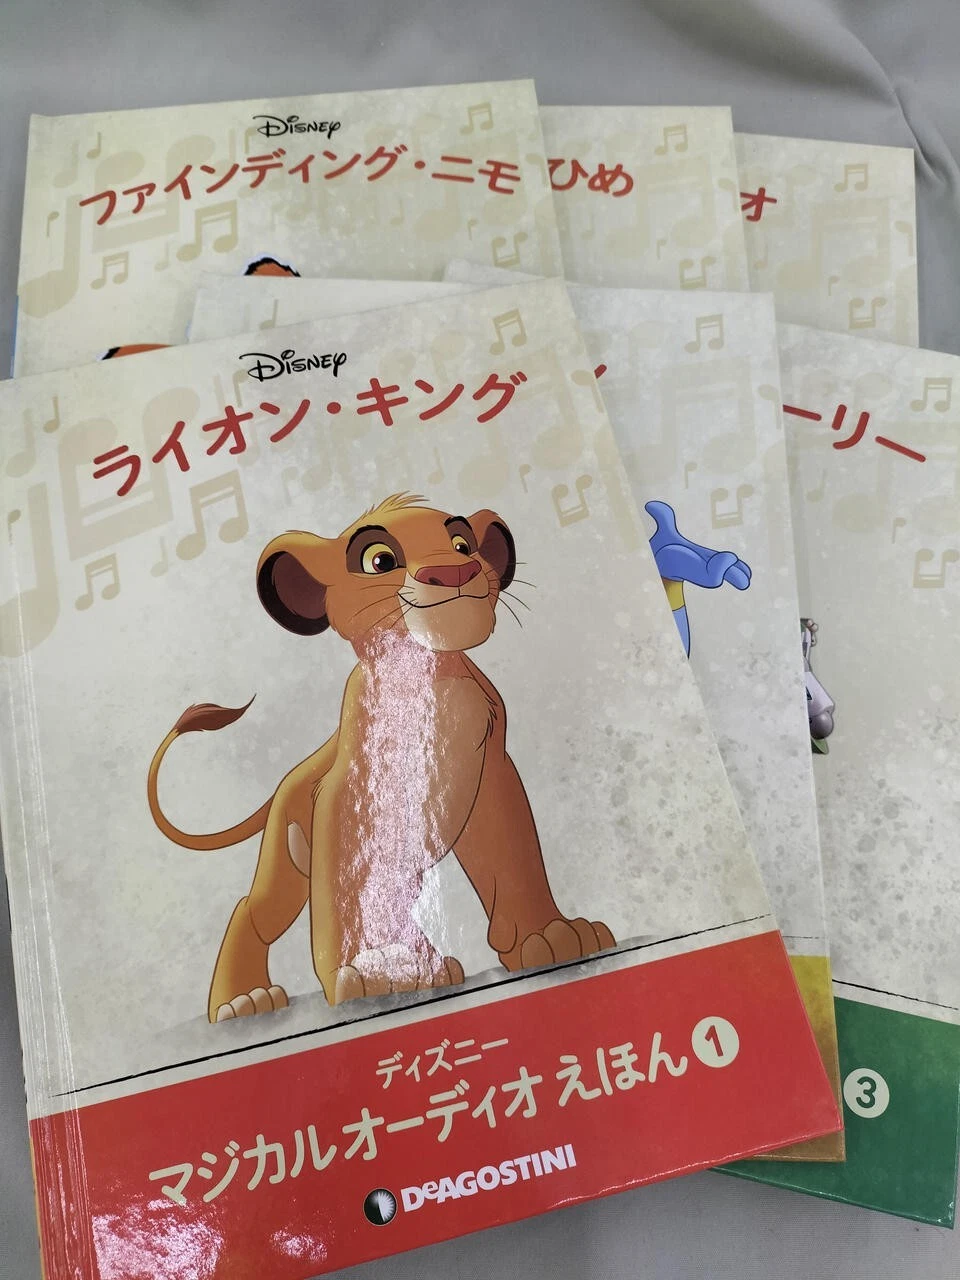 Disney
ファインディング・ニモ
ひめ
オ
Disney
ライオン・キング
ーリー
ディズニー
マジカルオーディオえほん 1
DeAGOSTINI
3